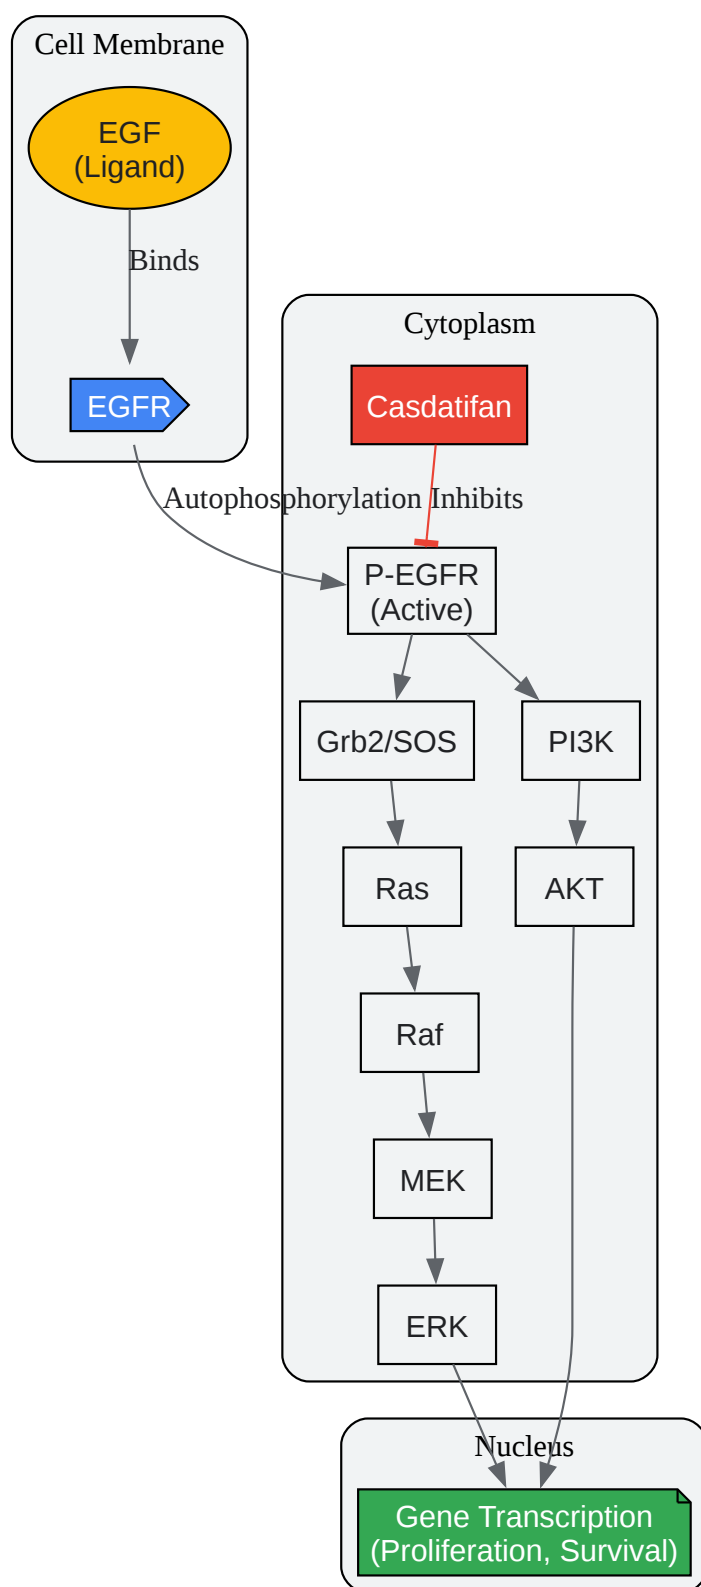 Cell Membrane
EGF
(Ligand)
Binds
EGFR
Cytoplasm
Casdatifan
Autophosphorylation
Inhibits
P-EGFR
(Active)
Grb2/SOS
PI3K
Ras
AKT
Raf
MEK
ERK
Nucleus
Gene Transcription
(Proliferation, Survival)